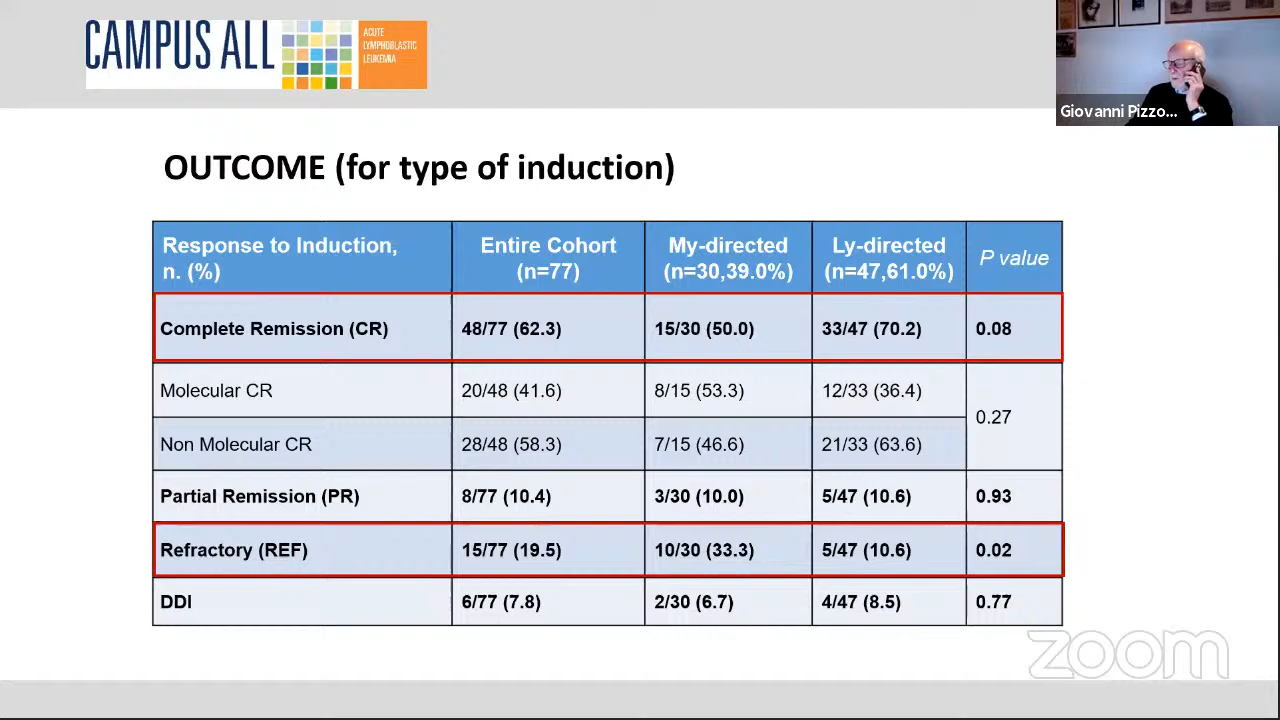 CAMPUS ALL
ACUTE
LYMPHOBLASTIC
LEUKEMIA
Giovanni Pizzo...
OUTCOME (for type of induction)
Response to Induction, n. (%) Entire Cohort (n=77) My-directed (n=30,39.0%) Ly-directed (n=47,61.0%) P value
Complete Remission (CR) 48/77 (62.3) 15/30 (50.0) 33/47 (70.2) 0.08
Molecular CR 20/48 (41.6) 8/15 (53.3) 12/33 (36.4) 0.27
Non Molecular CR 28/48 (58.3) 7/15 (46.6) 21/33 (63.6)
Partial Remission (PR) 8/77 (10.4) 3/30 (10.0) 5/47 (10.6) 0.93
Refractory (REF) 15/77 (19.5) 10/30 (33.3) 5/47 (10.6) 0.02
DDI 6/77 (7.8) 2/30 (6.7) 4/47 (8.5) 0.77
zoom